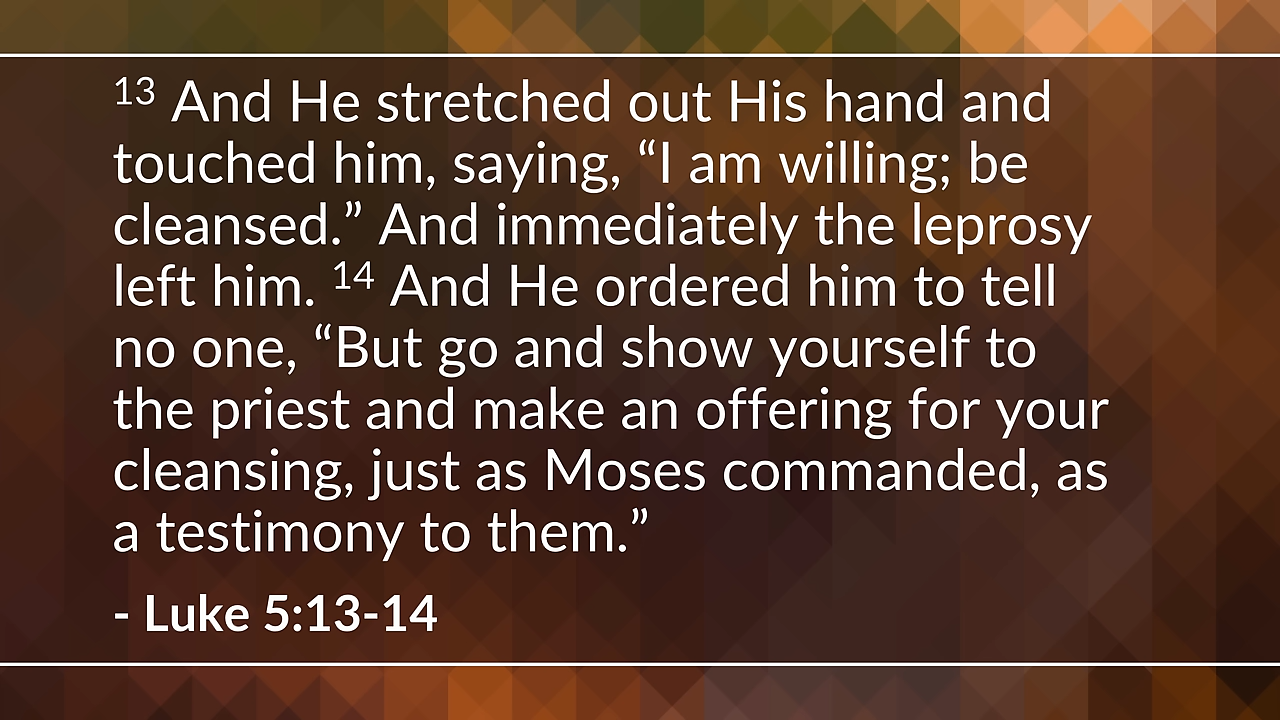 13 And He stretched out His hand and
touched him, saying, “I am willing; be
cleansed.” And immediately the leprosy
left him. 14 And He ordered him to tell
no one, “But go and show yourself to
the priest and make an offering for your
cleansing, just as Moses commanded, as
a testimony to them.”
- Luke 5:13-14